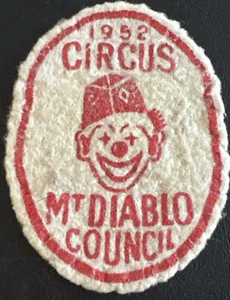 1952
CiRCUS
MT DIABLO
COUNCIL